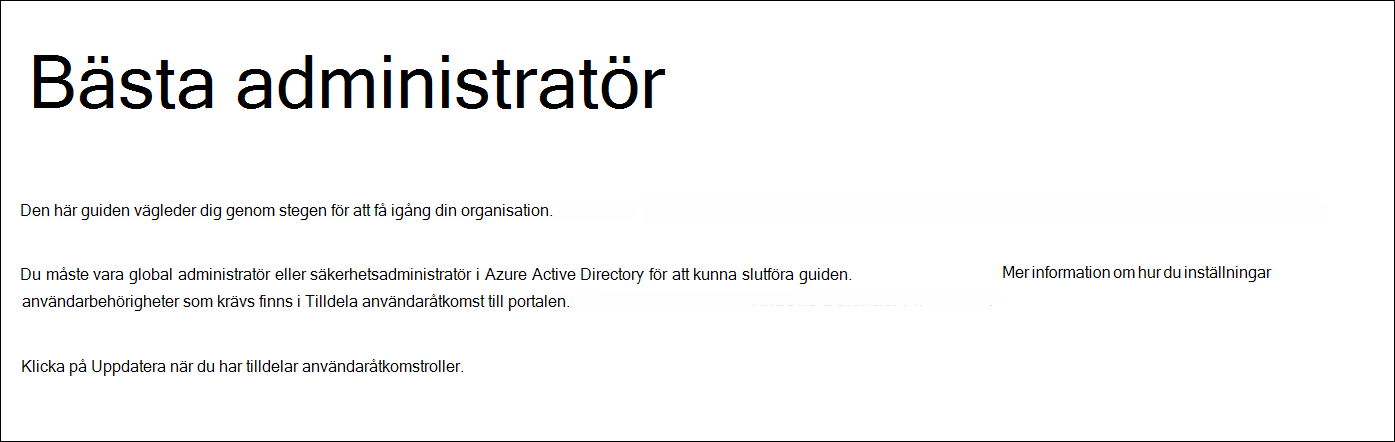 Bästa administratör
Den här guiden vägleder dig genom stegen för att få igång din organisation.
Du måste vara global administratör eller säkerhetsadministratör i Azure Active Directory för att kunna slutföra guiden. Mer information om hur du inställningar
användarbehörigheter som krävs finns i Tilldela användaråtkomst till portalen.
Klicka på Uppdatera när du har tilldelar användaråtkomstroller.